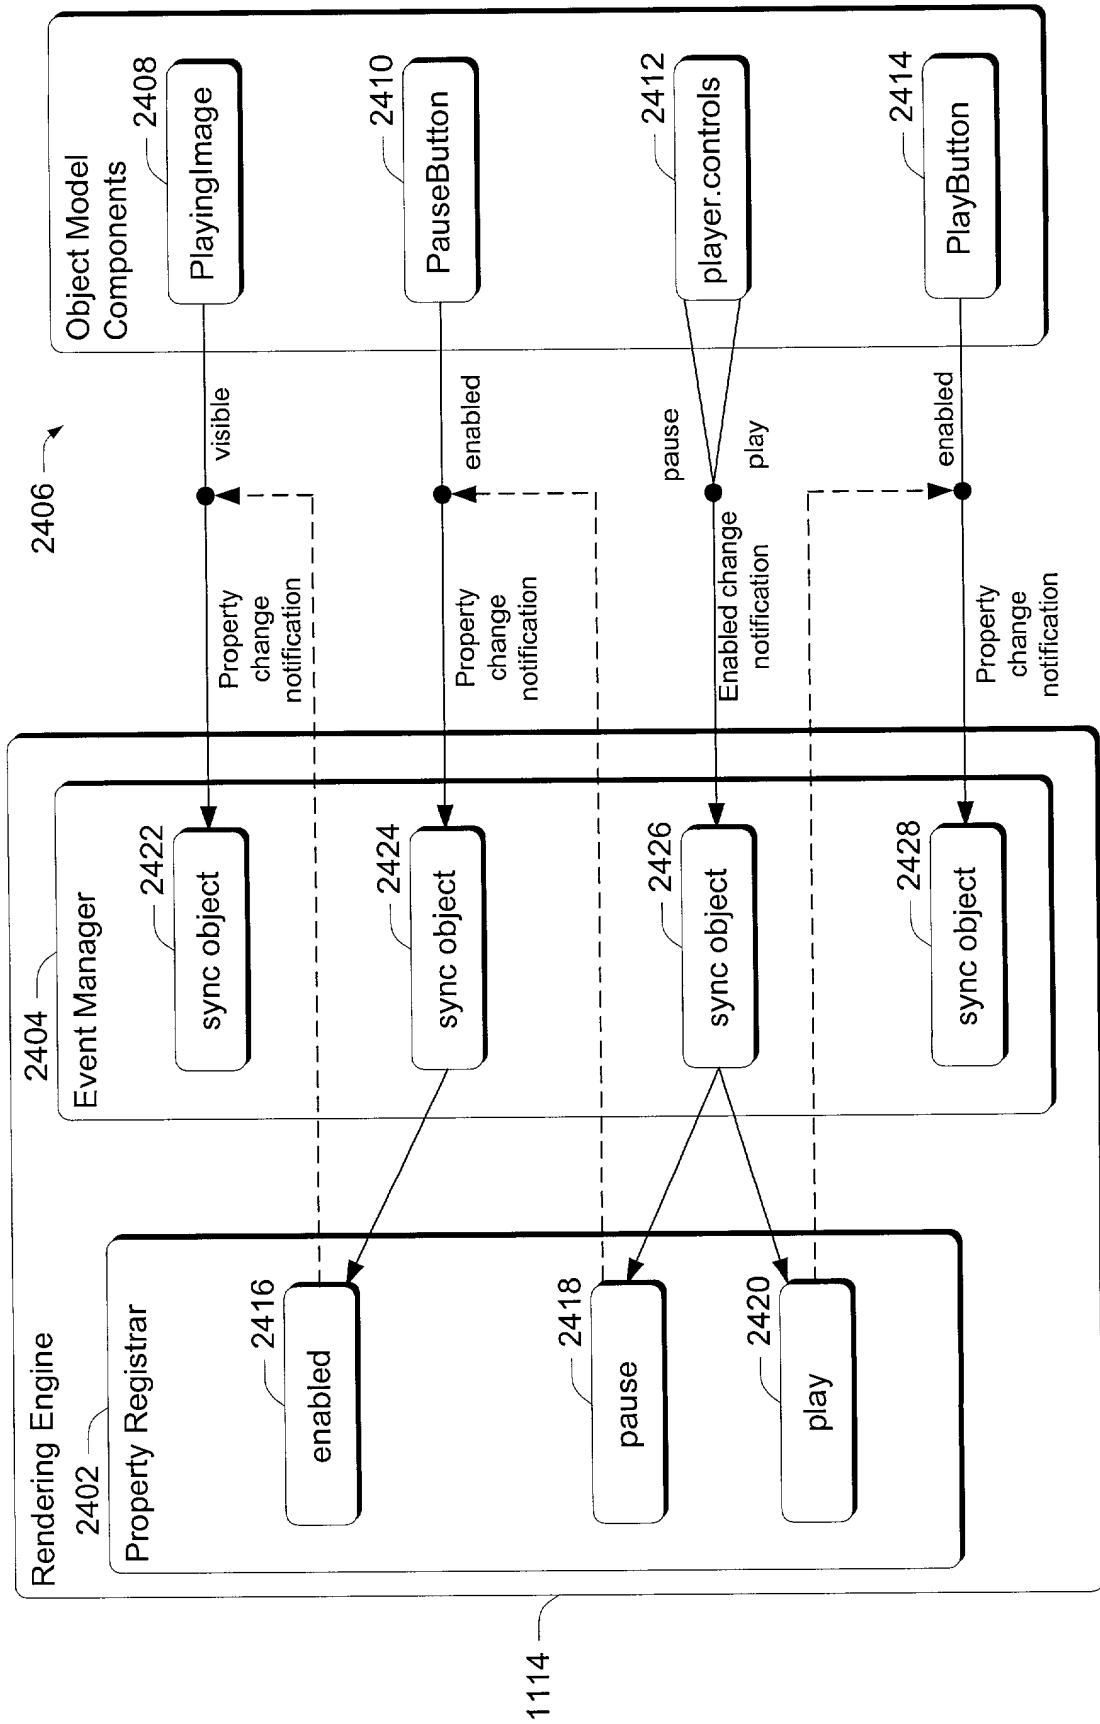 2406
1114
Rendering Engine
2402
Property Registrar
2416
enabled
2418
pause
2420
play
2404
Event Manager
2422
sync object
2424
sync object
2426
sync object
2428
sync object
Property
change
notification
visible
Property
change
notification
enabled
Enabled change
notification
pause
play
Property
change
notification
enabled
Object Model
Components
2408
PlayingImage
2410
PauseButton
2412
player.controls
2414
PlayButton